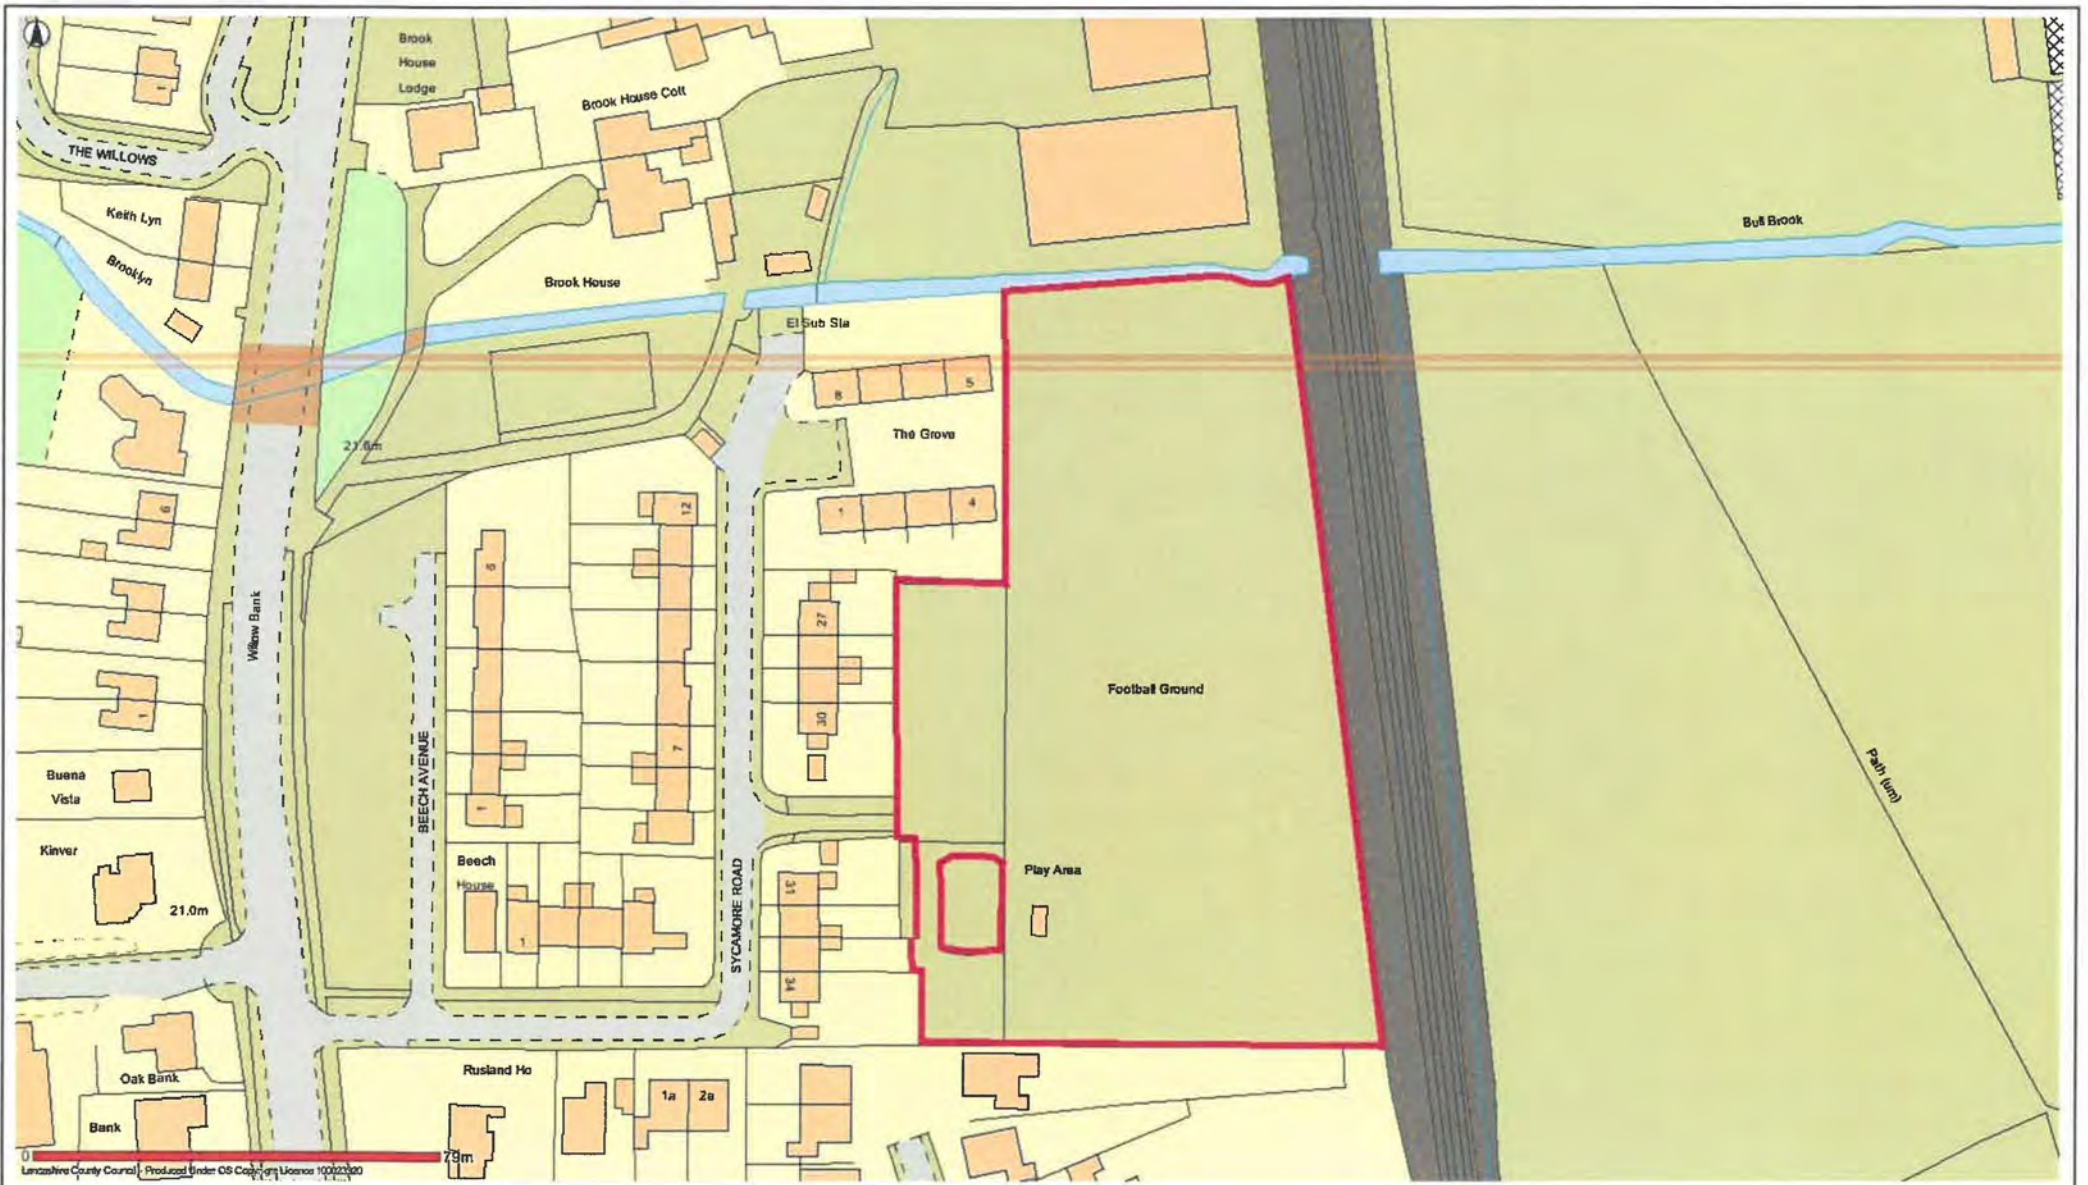 Brook
House
Lodge
Brook House Cott
1
THE WILLOWS
Keith Lyn
Brooklyn
Brook House
Bull Brook
El Sub Sta
8
5
The Grove
21.6m
1
4
6
12
6
Willow Bank
27
30
7
1
Football Ground
BEECH AVENUE
Path (um)
Buena
Vista
1
Kinver
21.0m
Beech
House
1
SYCAMORE ROAD
31
34
Play Area
Oak Bank
Rusland Ho
1a
2a
Bank
0
79m
Lancashire County Council - Produced Under OS Copyright Licence 100023320